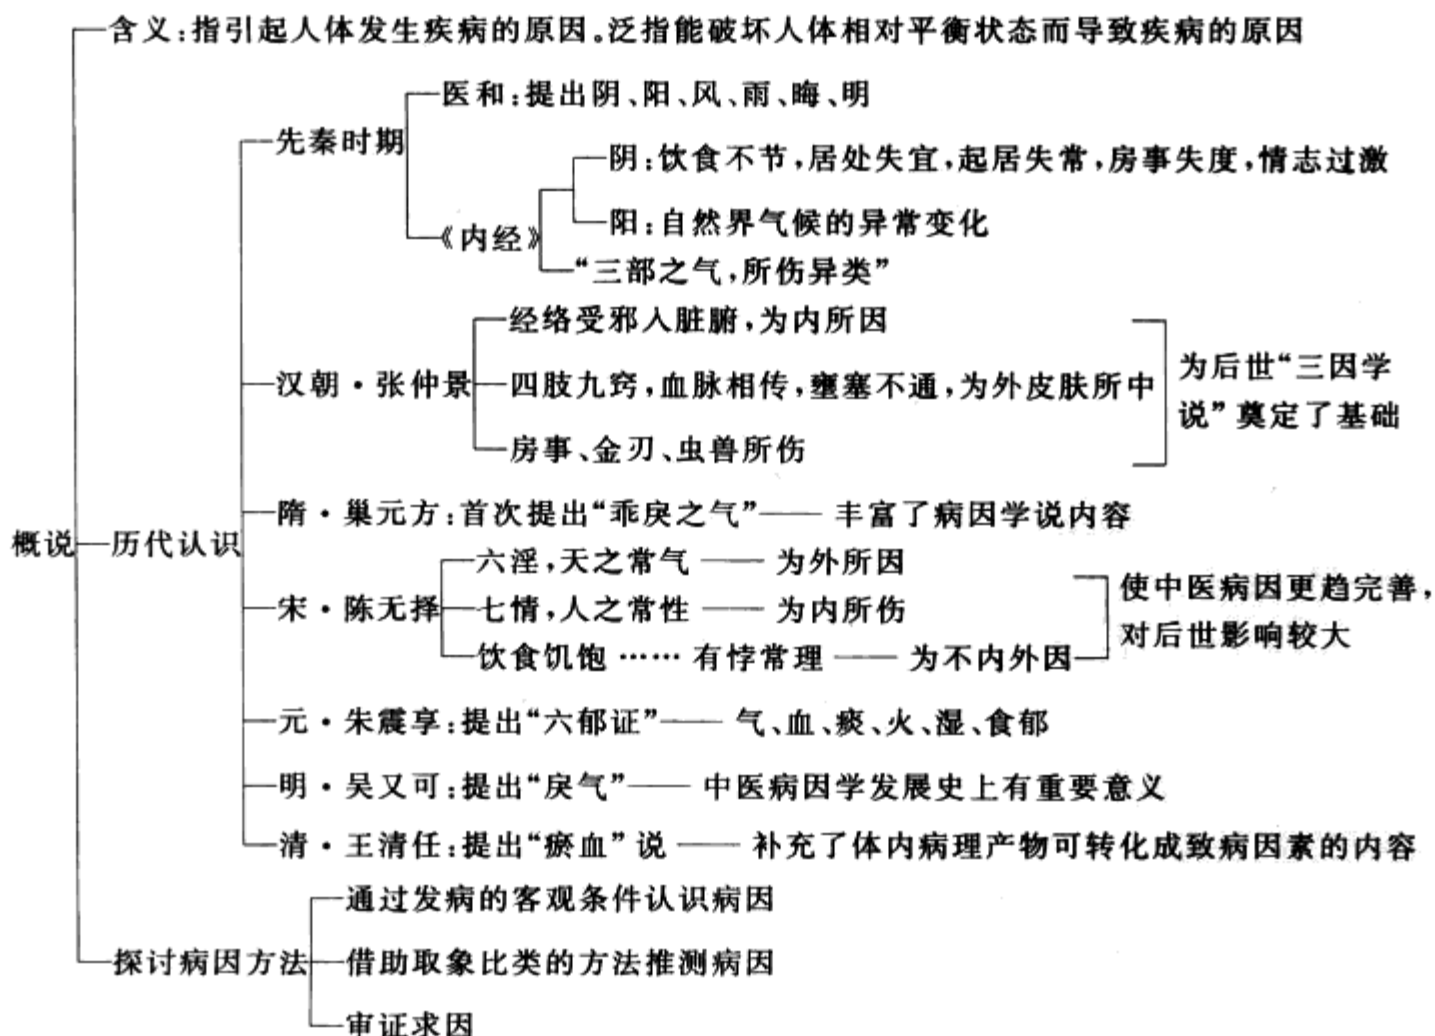 含义:指引起人体发生疾病的原因。泛指能破坏人体相对平衡状态而导致疾病的原因
医和:提出阴、阳、风、雨、晦、明
先秦时期
阴:饮食不节,居处失宜,起居失常,房事失度,情志过激
阳:自然界气候的异常变化
《内经》
“三部之气,所伤异类”
经络受邪入脏腑,为内所因
汉朝·张仲景
四肢九窍,血脉相传,壅塞不通,为外皮肤所中
为后世“三因学
说”奠定了基础
房事、金刃、虫兽所伤
隋·巢元方:首次提出“乖戾之气”—— 丰富了病因学说内容
概说
历代认识
六淫,天之常气 —— 为外所因
宋·陈无择
七情,人之常性 —— 为内所伤
使中医病因更趋完善,
对后世影响较大
饮食饥饱 …… 有悖常理 —— 为不内外因
元·朱震享:提出“六郁证”—— 气、血、痰、火、湿、食郁
明·吴又可:提出“戾气”—— 中医病因学发展史上有重要意义
清·王清任:提出“瘀血”说 —— 补充了体内病理产物可转化成致病因素的内容
通过发病的客观条件认识病因
探讨病因方法
借助取象比类的方法推测病因
审证求因